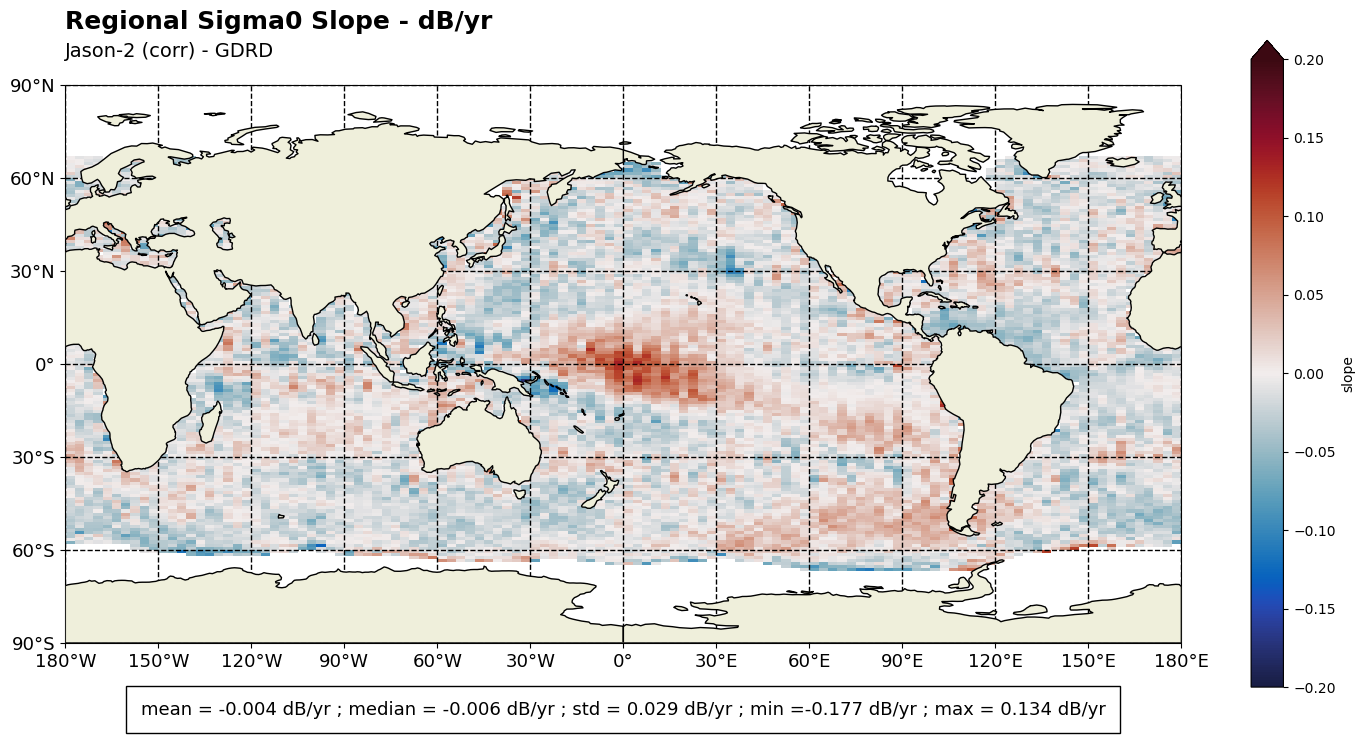 Regional Sigma0 Slope - dB/yr
Jason-2 (corr) - GDRD
90°N
60°N
30°N
0°
30°S
60°S
90°S
180°W 150°W 120°W 90°W 60°W 30°W 0° 30°E 60°E 90°E 120°E 150°E 180°E
0.20
0.15
0.10
0.05
0.00
−0.05
−0.10
−0.15
−0.20
slope
mean = -0.004 dB/yr ; median = -0.006 dB/yr ; std = 0.029 dB/yr ; min =-0.177 dB/yr ; max = 0.134 dB/yr